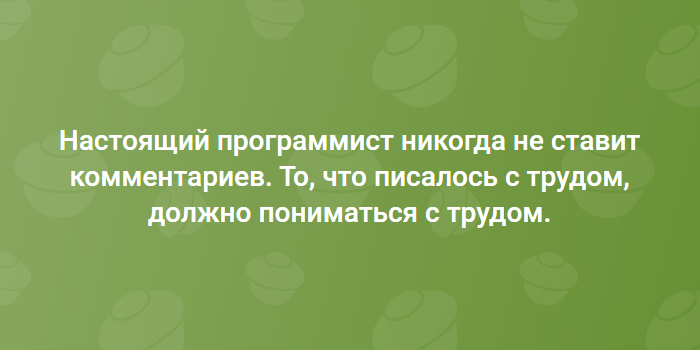 Настоящий программист никогда не ставит
комментариев. То, что писалось с трудом,
должно пониматься с трудом.